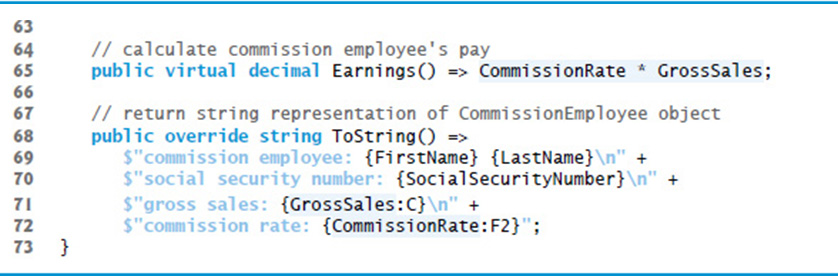 63
64 // calculate commission employee's pay
65 public virtual decimal Earnings() => CommissionRate * GrossSales;
66
67 // return string representation of CommissionEmployee object
68 public override string ToString() =>
69 $"commission employee: {FirstName} {LastName}\n" +
70 $"social security number: {SocialSecurityNumber}\n" +
71 $"gross sales: {GrossSales:C}\n" +
72 $"commission rate: {CommissionRate:F2}";
73 }